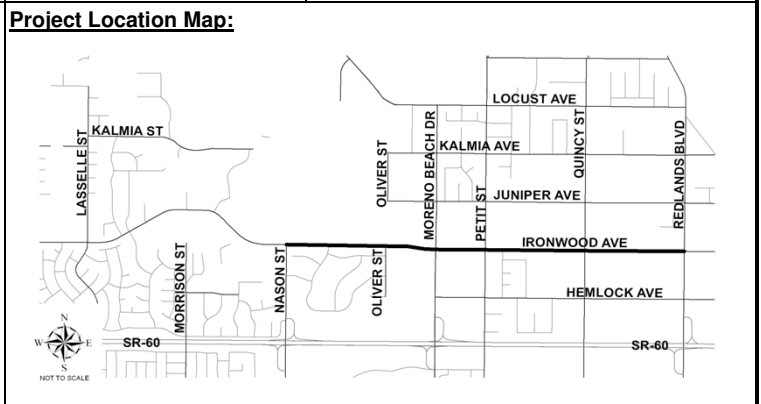 Project Location Map:
LOCUST AVE
KALMIA ST
KALMIA AVE
LASSELLE ST
OLIVER ST
MORENO BEACH DR
PETIT ST
QUINCY ST
REDLANDS BLVD
JUNIPER AVE
IRONWOOD AVE
MORRISON ST
NASON ST
OLIVER ST
HEMLOCK AVE
N
W
E
S
SR-60
SR-60
NOT TO SCALE